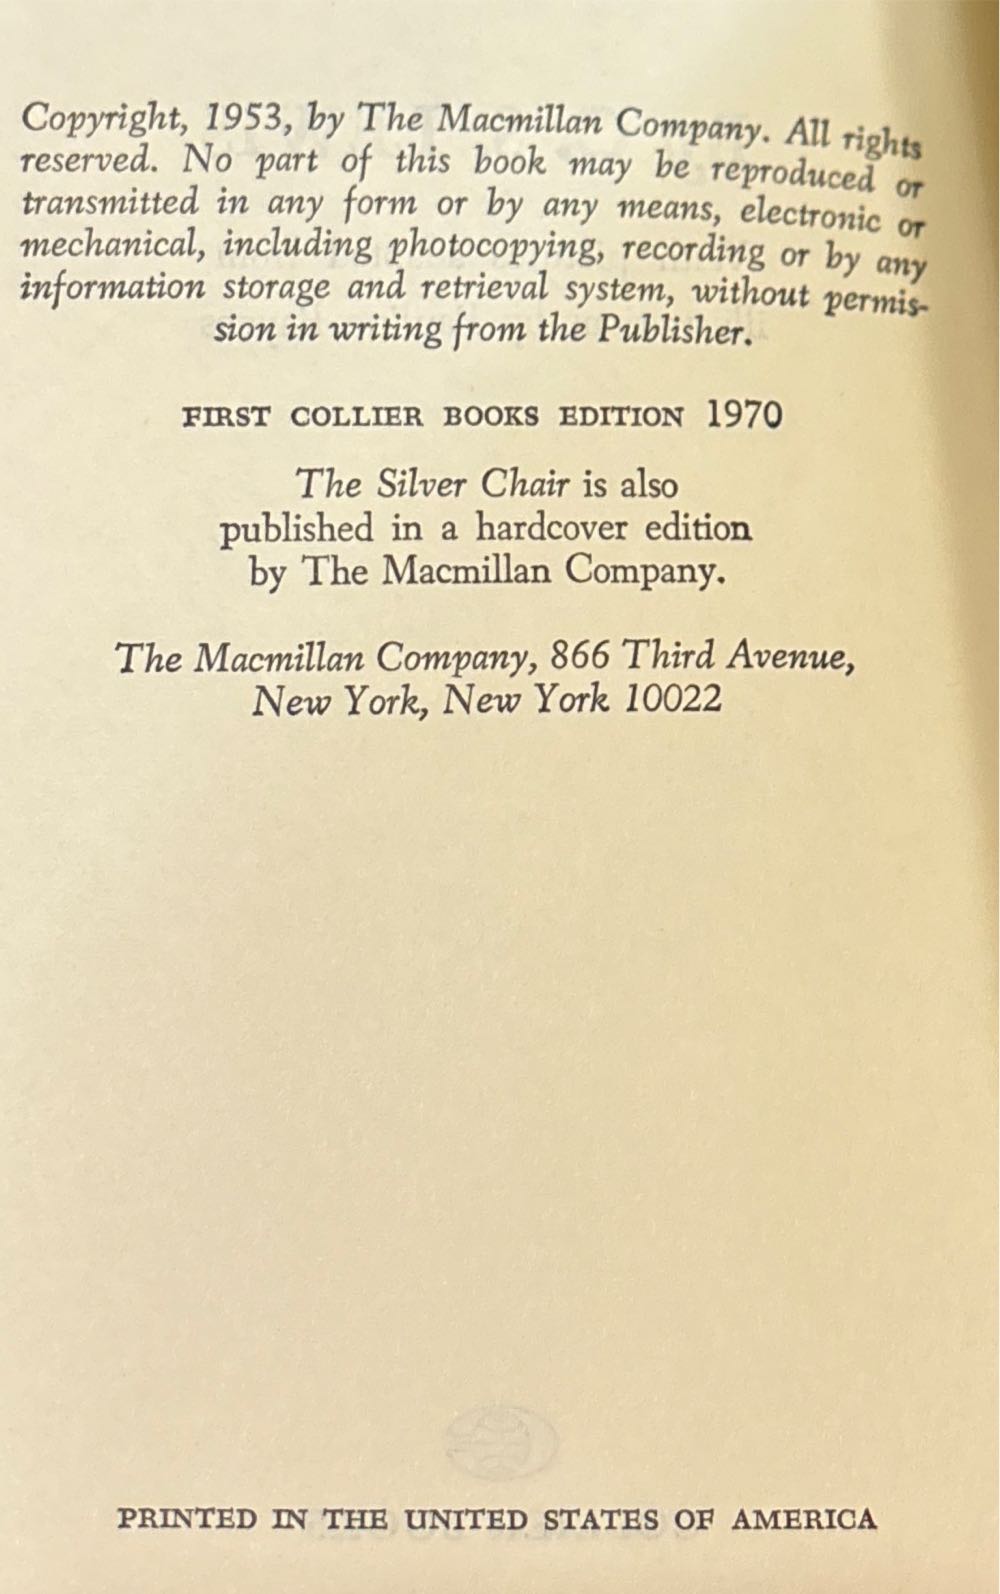 Copyright, 1953, by The Macmillan Company. All rights
reserved. No part of this book may be reproduced or
transmitted in any form or by any means, electronic or
mechanical, including photocopying, recording or by any
information storage and retrieval system, without permis-
sion in writing from the Publisher.
FIRST COLLIER BOOKS EDITION 1970
The Silver Chair is also
published in a hardcover edition
by The Macmillan Company.
The Macmillan Company, 866 Third Avenue,
New York, New York 10022
PRINTED IN THE UNITED STATES OF AMERICA